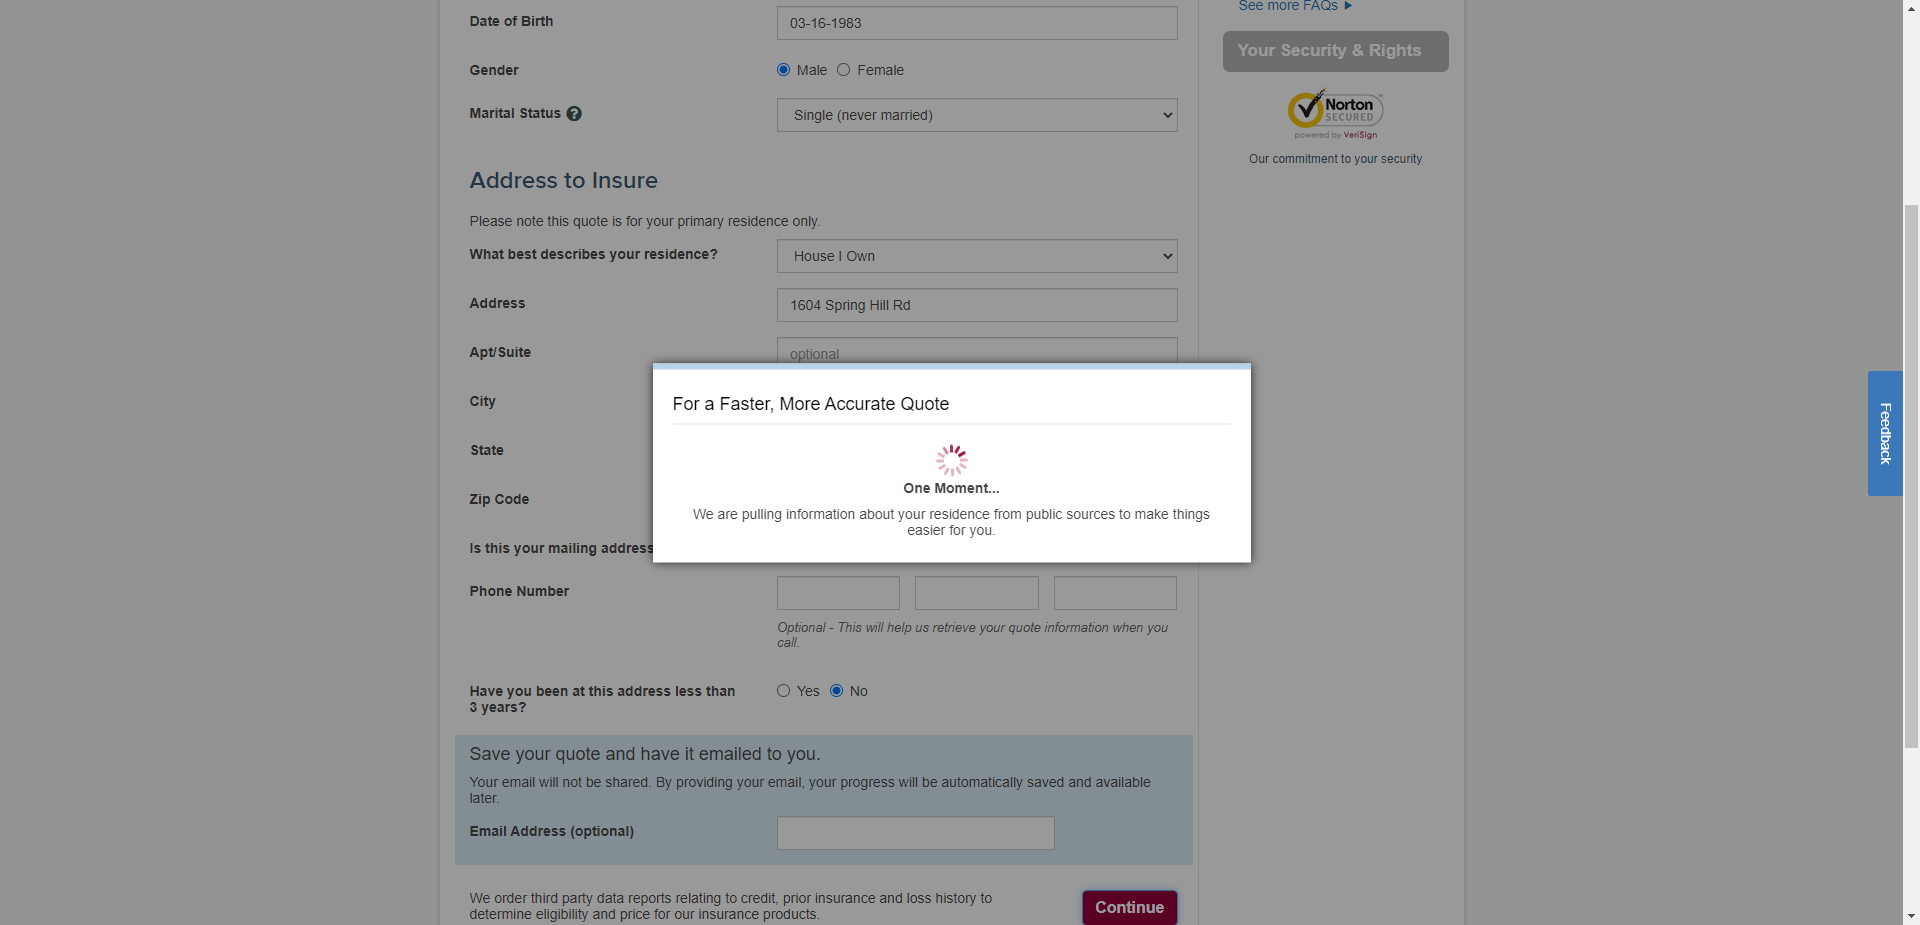 See more FAQs
Date of Birth
03-16-1983
Your Security & Rights
Gender
Male
Female
Norton
SECURED
powered by VeriSign
Marital Status ?
Single (never married)
Our commitment to your security
Address to Insure
Please note this quote is for your primary residence only.
What best describes your residence?
House I Own
Address
1604 Spring Hill Rd
Apt/Suite
optional
City
State
Zip Code
For a Faster, More Accurate Quote
One Moment...
We are pulling information about your residence from public sources to make things
easier for you.
Feedback
Is this your mailing address
Phone Number
Optional - This will help us retrieve your quote information when you
call.
Have you been at this address less than
3 years?
Yes
No
Save your quote and have it emailed to you.
Your email will not be shared. By providing your email, your progress will be automatically saved and available
later.
Email Address (optional)
We order third party data reports relating to credit, prior insurance and loss history to
determine eligibility and price for our insurance products.
Continue